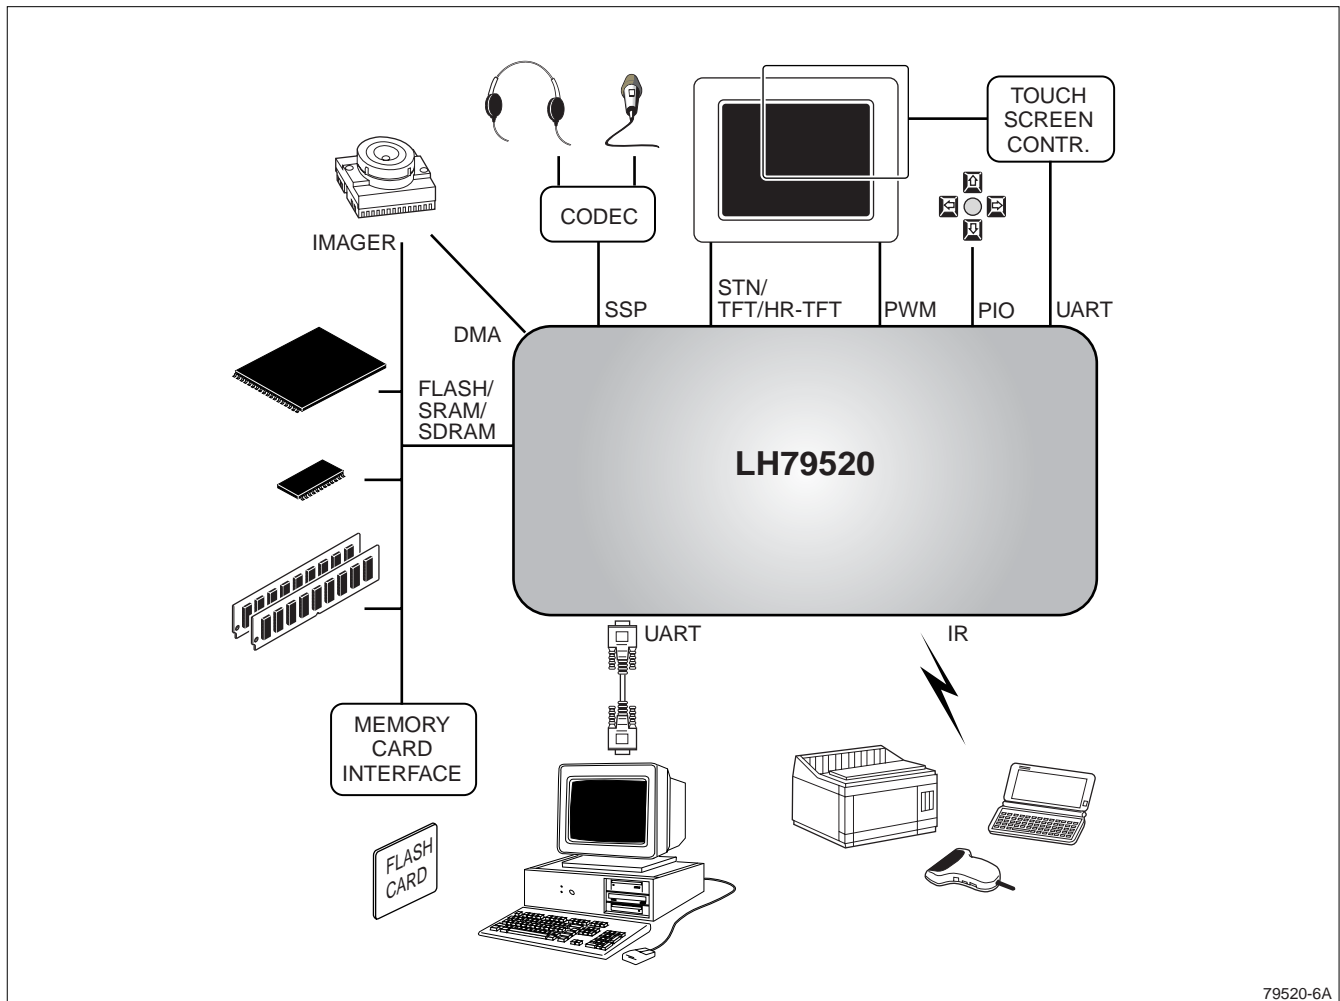 TOUCH
SCREEN
CONTR.
CODEC
IMAGER
DMA
SSP
STN/
TFT/HR-TFT
PWM
PIO
UART
FLASH/
SRAM/
SDRAM
LH79520
UART
IR
MEMORY
CARD
INTERFACE
FLASH
CARD
79520-6A